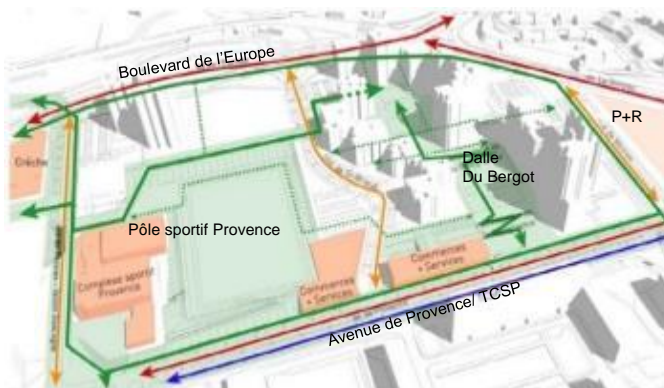 Boulevard de l'Europe
P+R
Crèche
Dalle
Du Bergot
Pôle sportif Provence
Complexe sportif
Provence
Commerces
+ Services
Commerces
+ Services
Avenue de Provence/ TCSP